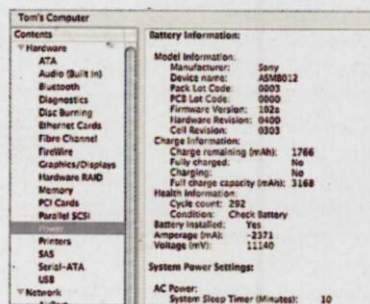 Tom's Computer
Contents
Hardware
ATA
Audio (Built In)
Bluetooth
Diagnostics
Disc Burning
Ethernet Cards
Fibre Channel
FireWire
Graphics/Displays
Hardware RAID
Memory
PCI Cards
Parallel SCSI
Power
Printers
SAS
Serial-ATA
USB
Network
Battery Information:
Model Information:
Manufacturer: Sony
Device name: ASMB012
Pack Lot Code: 0003
PCB Lot Code: 0000
Firmware Version: 102a
Hardware Revision: 0400
Cell Revision: 0303
Charge Information:
Charge remaining (mAh): 1766
Fully charged: No
Charging: No
Full charge capacity (mAh): 3168
Health Information:
Cycle count: 292
Condition: Check Battery
Battery Installed: Yes
Amperage (mA): -2371
Voltage (mV): 11140
System Power Settings:
AC Power:
System Sleep Timer (Minutes): 10